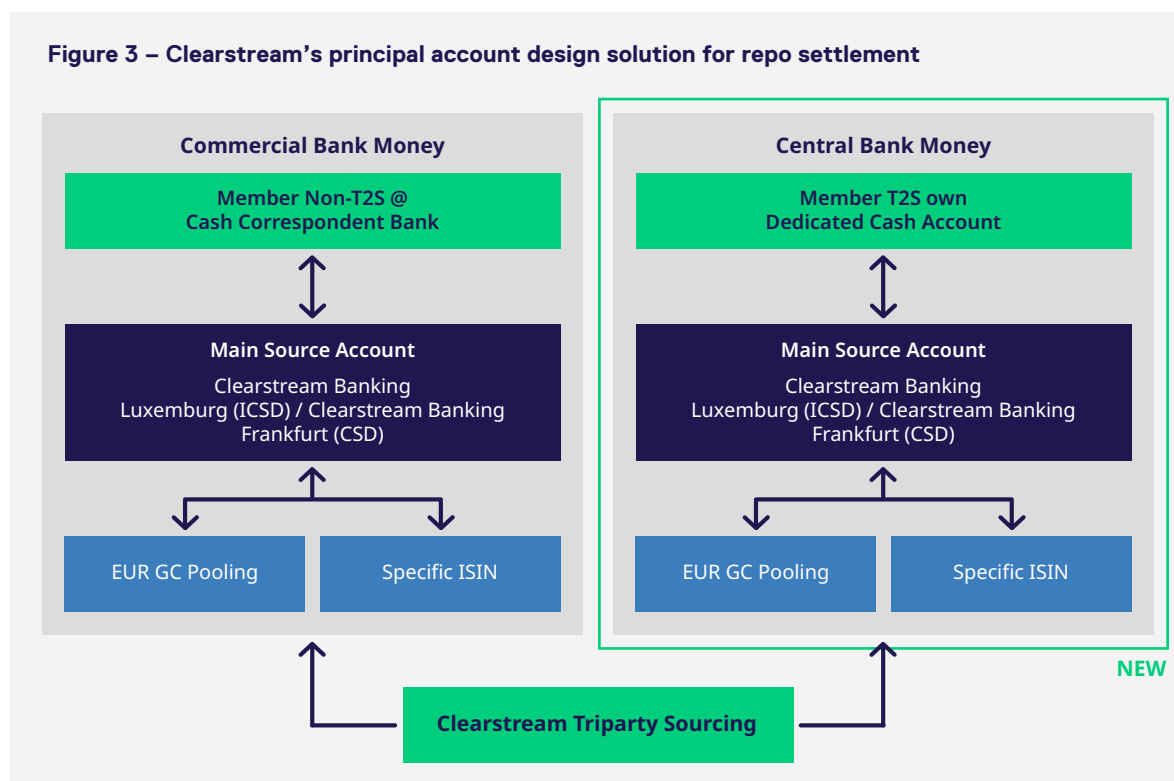 Figure 3 – Clearstream’s principal account design solution for repo settlement
Commercial Bank Money
Member Non-T2S @
Cash Correspondent Bank
Main Source Account
Clearstream Banking
Luxemburg (ICSD) / Clearstream Banking
Frankfurt (CSD)
EUR GC Pooling
Specific ISIN
Central Bank Money
Member T2S own
Dedicated Cash Account
Main Source Account
Clearstream Banking
Luxemburg (ICSD) / Clearstream Banking
Frankfurt (CSD)
EUR GC Pooling
Specific ISIN
NEW
Clearstream Triparty Sourcing